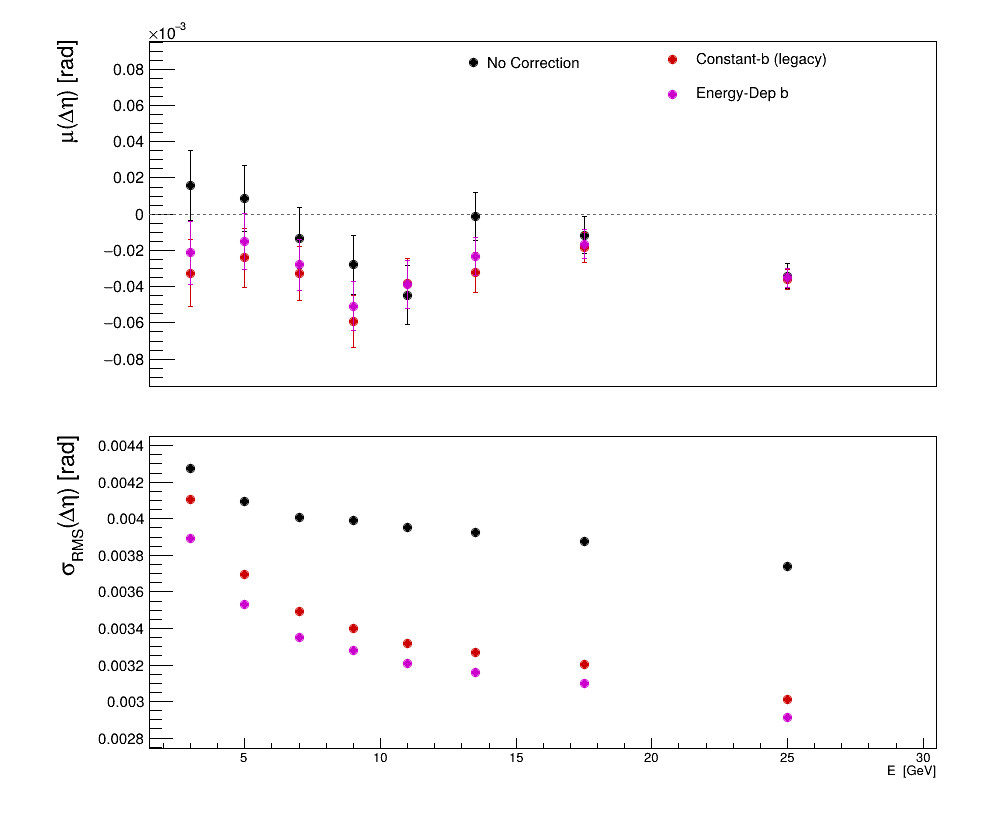 ×10⁻³
μ(Δη) [rad]
No Correction
Constant-b (legacy)
Energy-Dep b
0.08
0.06
0.04
0.02
0
−0.02
−0.04
−0.06
−0.08
σRMS(Δη) [rad]
0.0044
0.0042
0.004
0.0038
0.0036
0.0034
0.0032
0.003
0.0028
5 10 15 20 25 30
E [GeV]